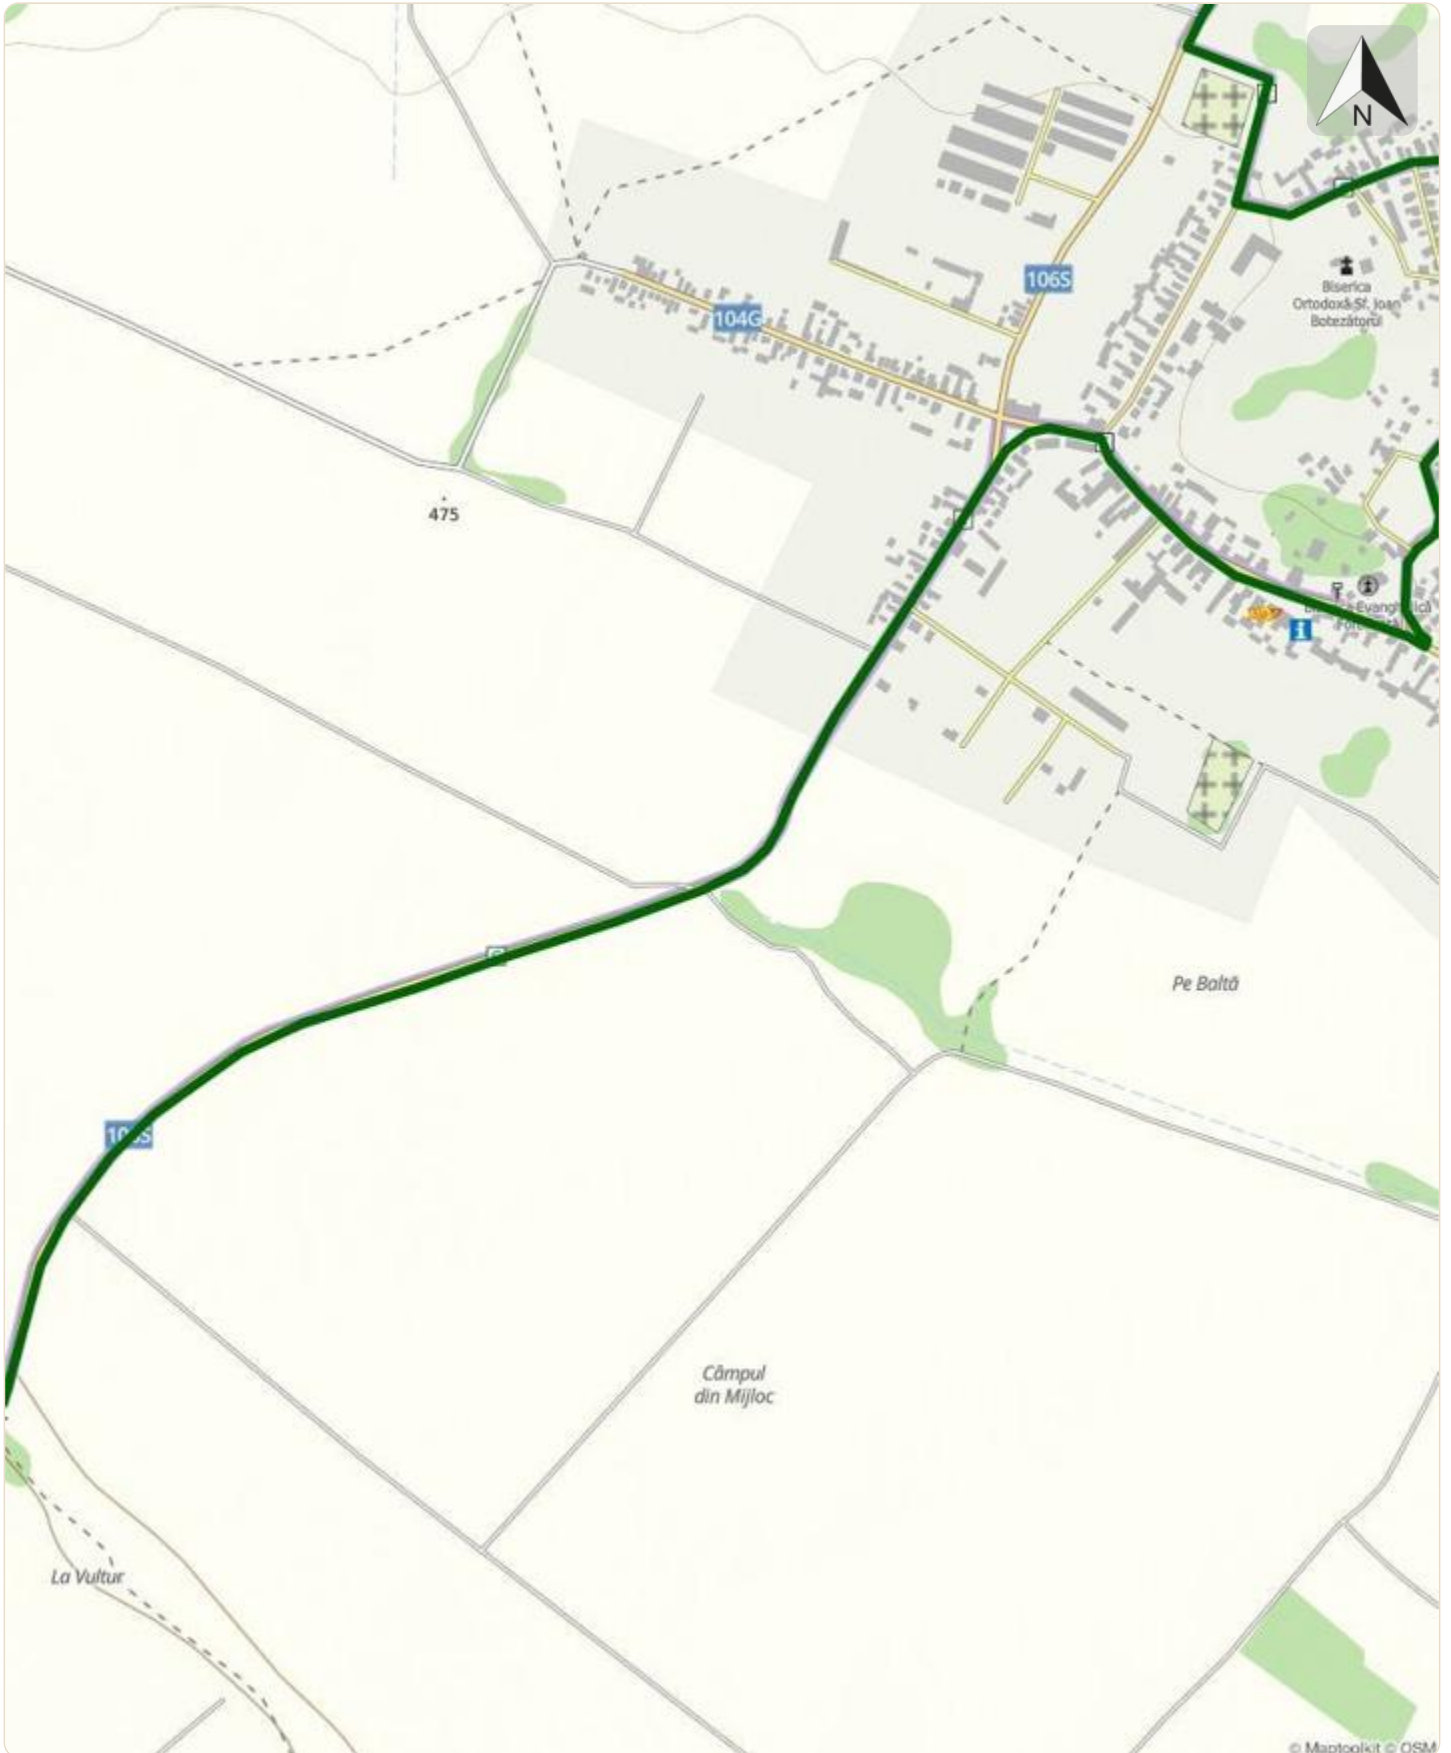 N
106S
Biserica
Ortodoxă Sf. Ioan
Botezătorul
104G
475
i
Pe Baltă
Câmpul
din Mijloc
La Vultur
© Maptoolkit © OSM